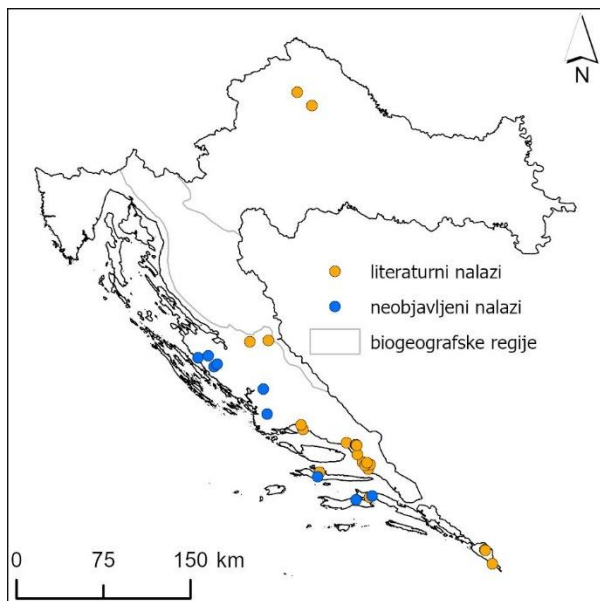 N
literaturni nalazi
neobjavljeni nalazi
biogeografske regije
0 75 150 km